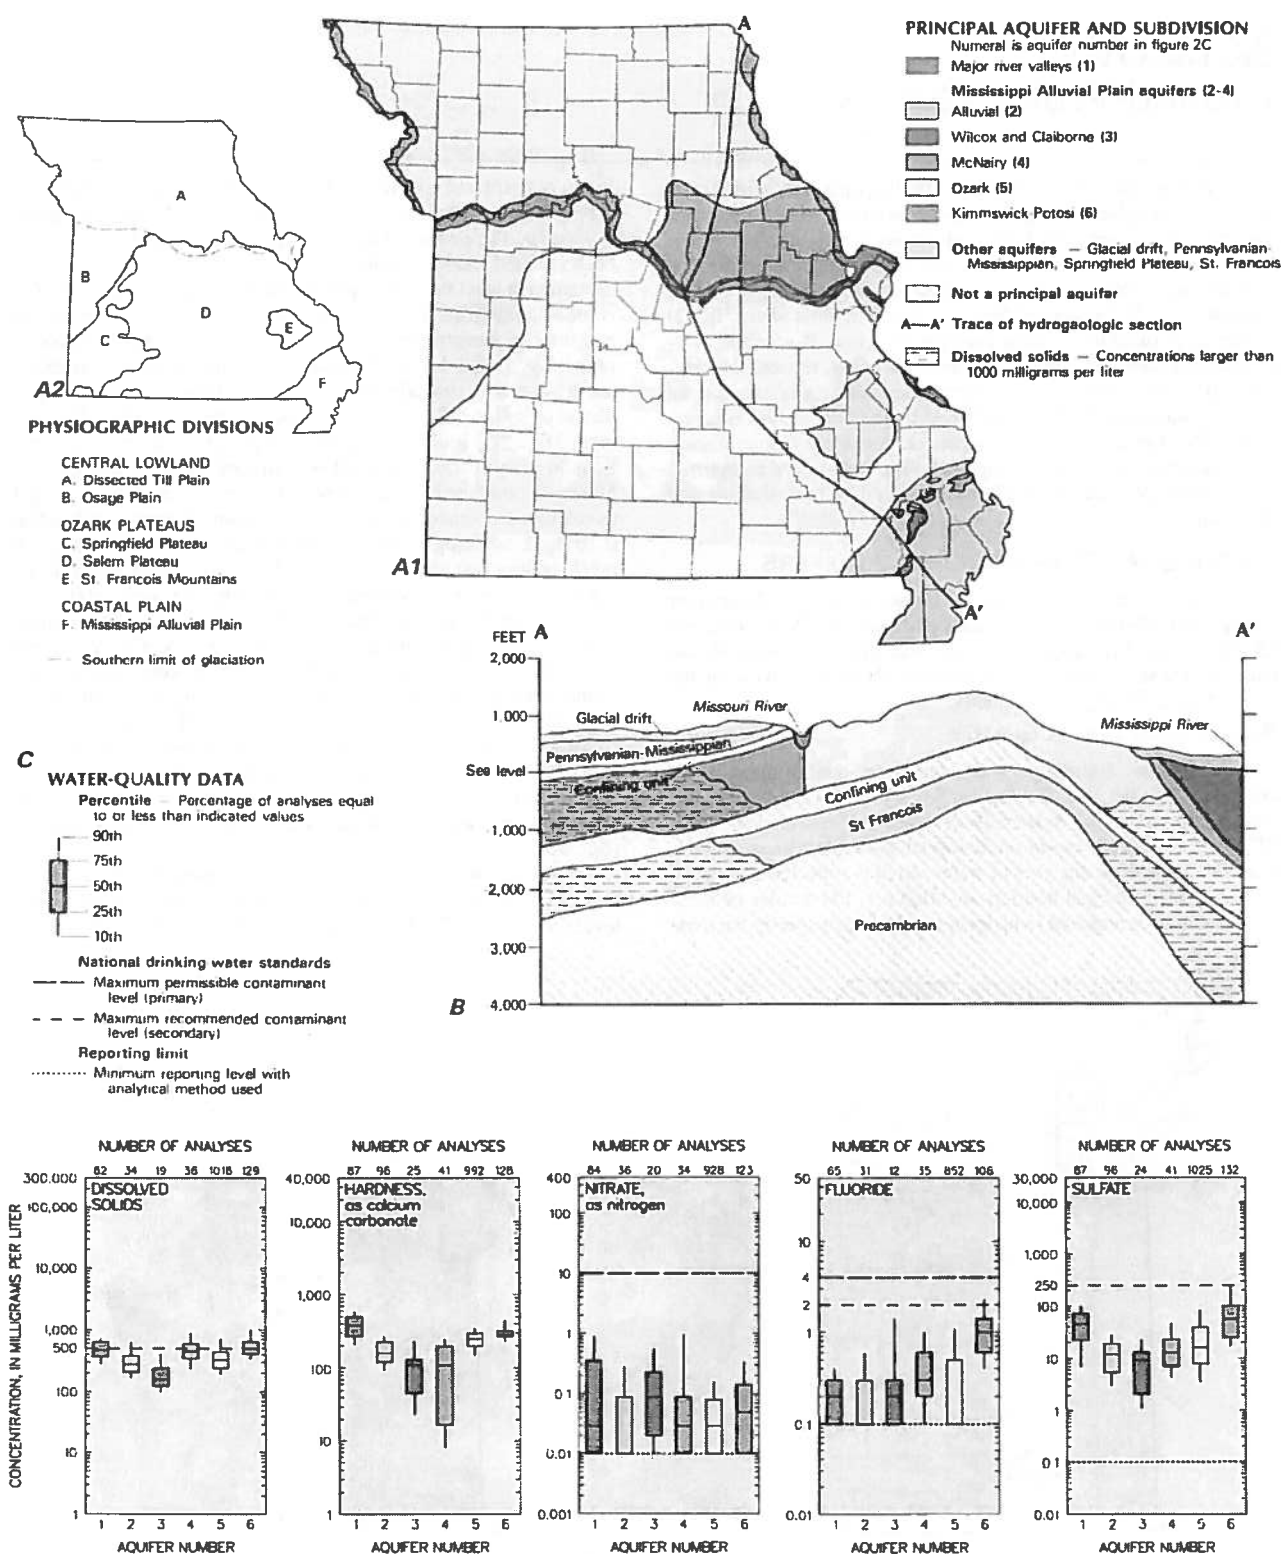 A
PRINCIPAL AQUIFER AND SUBDIVISION
Numeral is aquifer number in figure 2C
Major river valleys (1)
Mississippi Alluvial Plain aquifers (2-4)
Alluvial (2)
Wilcox and Claiborne (3)
McNairy (4)
Ozark (5)
Kimmswick-Potosi (6)
Other aquifers — Glacial drift, Pennsylvanian-
Mississippian, Springfield Plateau, St. Francois
Not a principal aquifer
A—A' Trace of hydrogaologic section
Dissolved solids — Concentrations larger than
1000 milligrams per liter
A1
A'
A
B
C
D
E
F
A2
PHYSIOGRAPHIC DIVISIONS
CENTRAL LOWLAND
A. Dissected Till Plain
B. Osage Plain
OZARK PLATEAUS
C. Springfield Plateau
D. Salem Plateau
E. St. Francois Mountains
COASTAL PLAIN
F. Mississippi Alluvial Plain
Southern limit of glaciation
FEET A
A'
2,000
1,000
Sea level
1,000
2,000
3,000
4,000
Glacial drift
Missouri River
Mississippi River
Pennsylvanian-Mississippian
Confining unit
Confining unit
St Francois
Precambrian
B
C
WATER-QUALITY DATA
Percentile — Percentage of analyses equal
to or less than indicated values
90th
75th
50th
25th
10th
National drinking water standards
Maximum permissible contaminant
level (primary)
Maximum recommended contaminant
level (secondary)
Reporting limit
Minimum reporting level with
analytical method used
CONCENTRATION, IN MILLIGRAMS PER LITER
NUMBER OF ANALYSES
62 34 19 36 1018 129
DISSOLVED
SOLIDS
300.000
100,000
10,000
1,000
500
100
10
1
1 2 3 4 5 6
AQUIFER NUMBER
NUMBER OF ANALYSES
87 96 25 41 992 128
HARDNESS,
as calcium
carbonate
40,000
10,000
1,000
100
10
1
1 2 3 4 5 6
AQUIFER NUMBER
NUMBER OF ANALYSES
84 36 20 34 928 123
NITRATE,
as nitrogen
400
100
10
1
0.1
0.01
0.001
1 2 3 4 5 6
AQUIFER NUMBER
NUMBER OF ANALYSES
65 31 12 35 852 106
FLUORIDE
50
10
4
2
1
0.1
0.01
1 2 3 4 5 6
AQUIFER NUMBER
NUMBER OF ANALYSES
87 96 24 41 1025 132
SULFATE
30,000
10,000
1.000
250
100
10
1
0.1
0.01
1 2 3 4 5 6
AQUIFER NUMBER